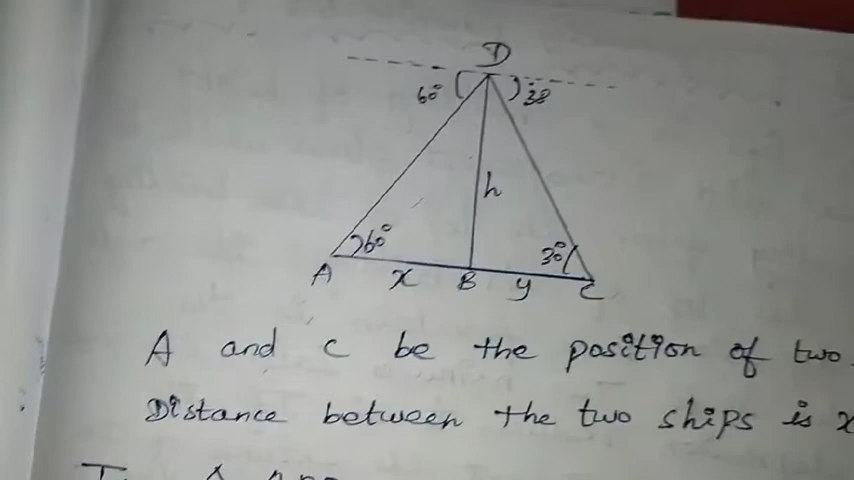 D
60° 30
h
60° 30°
A x B y C
A and C be the position of two
Distance between the two ships is x